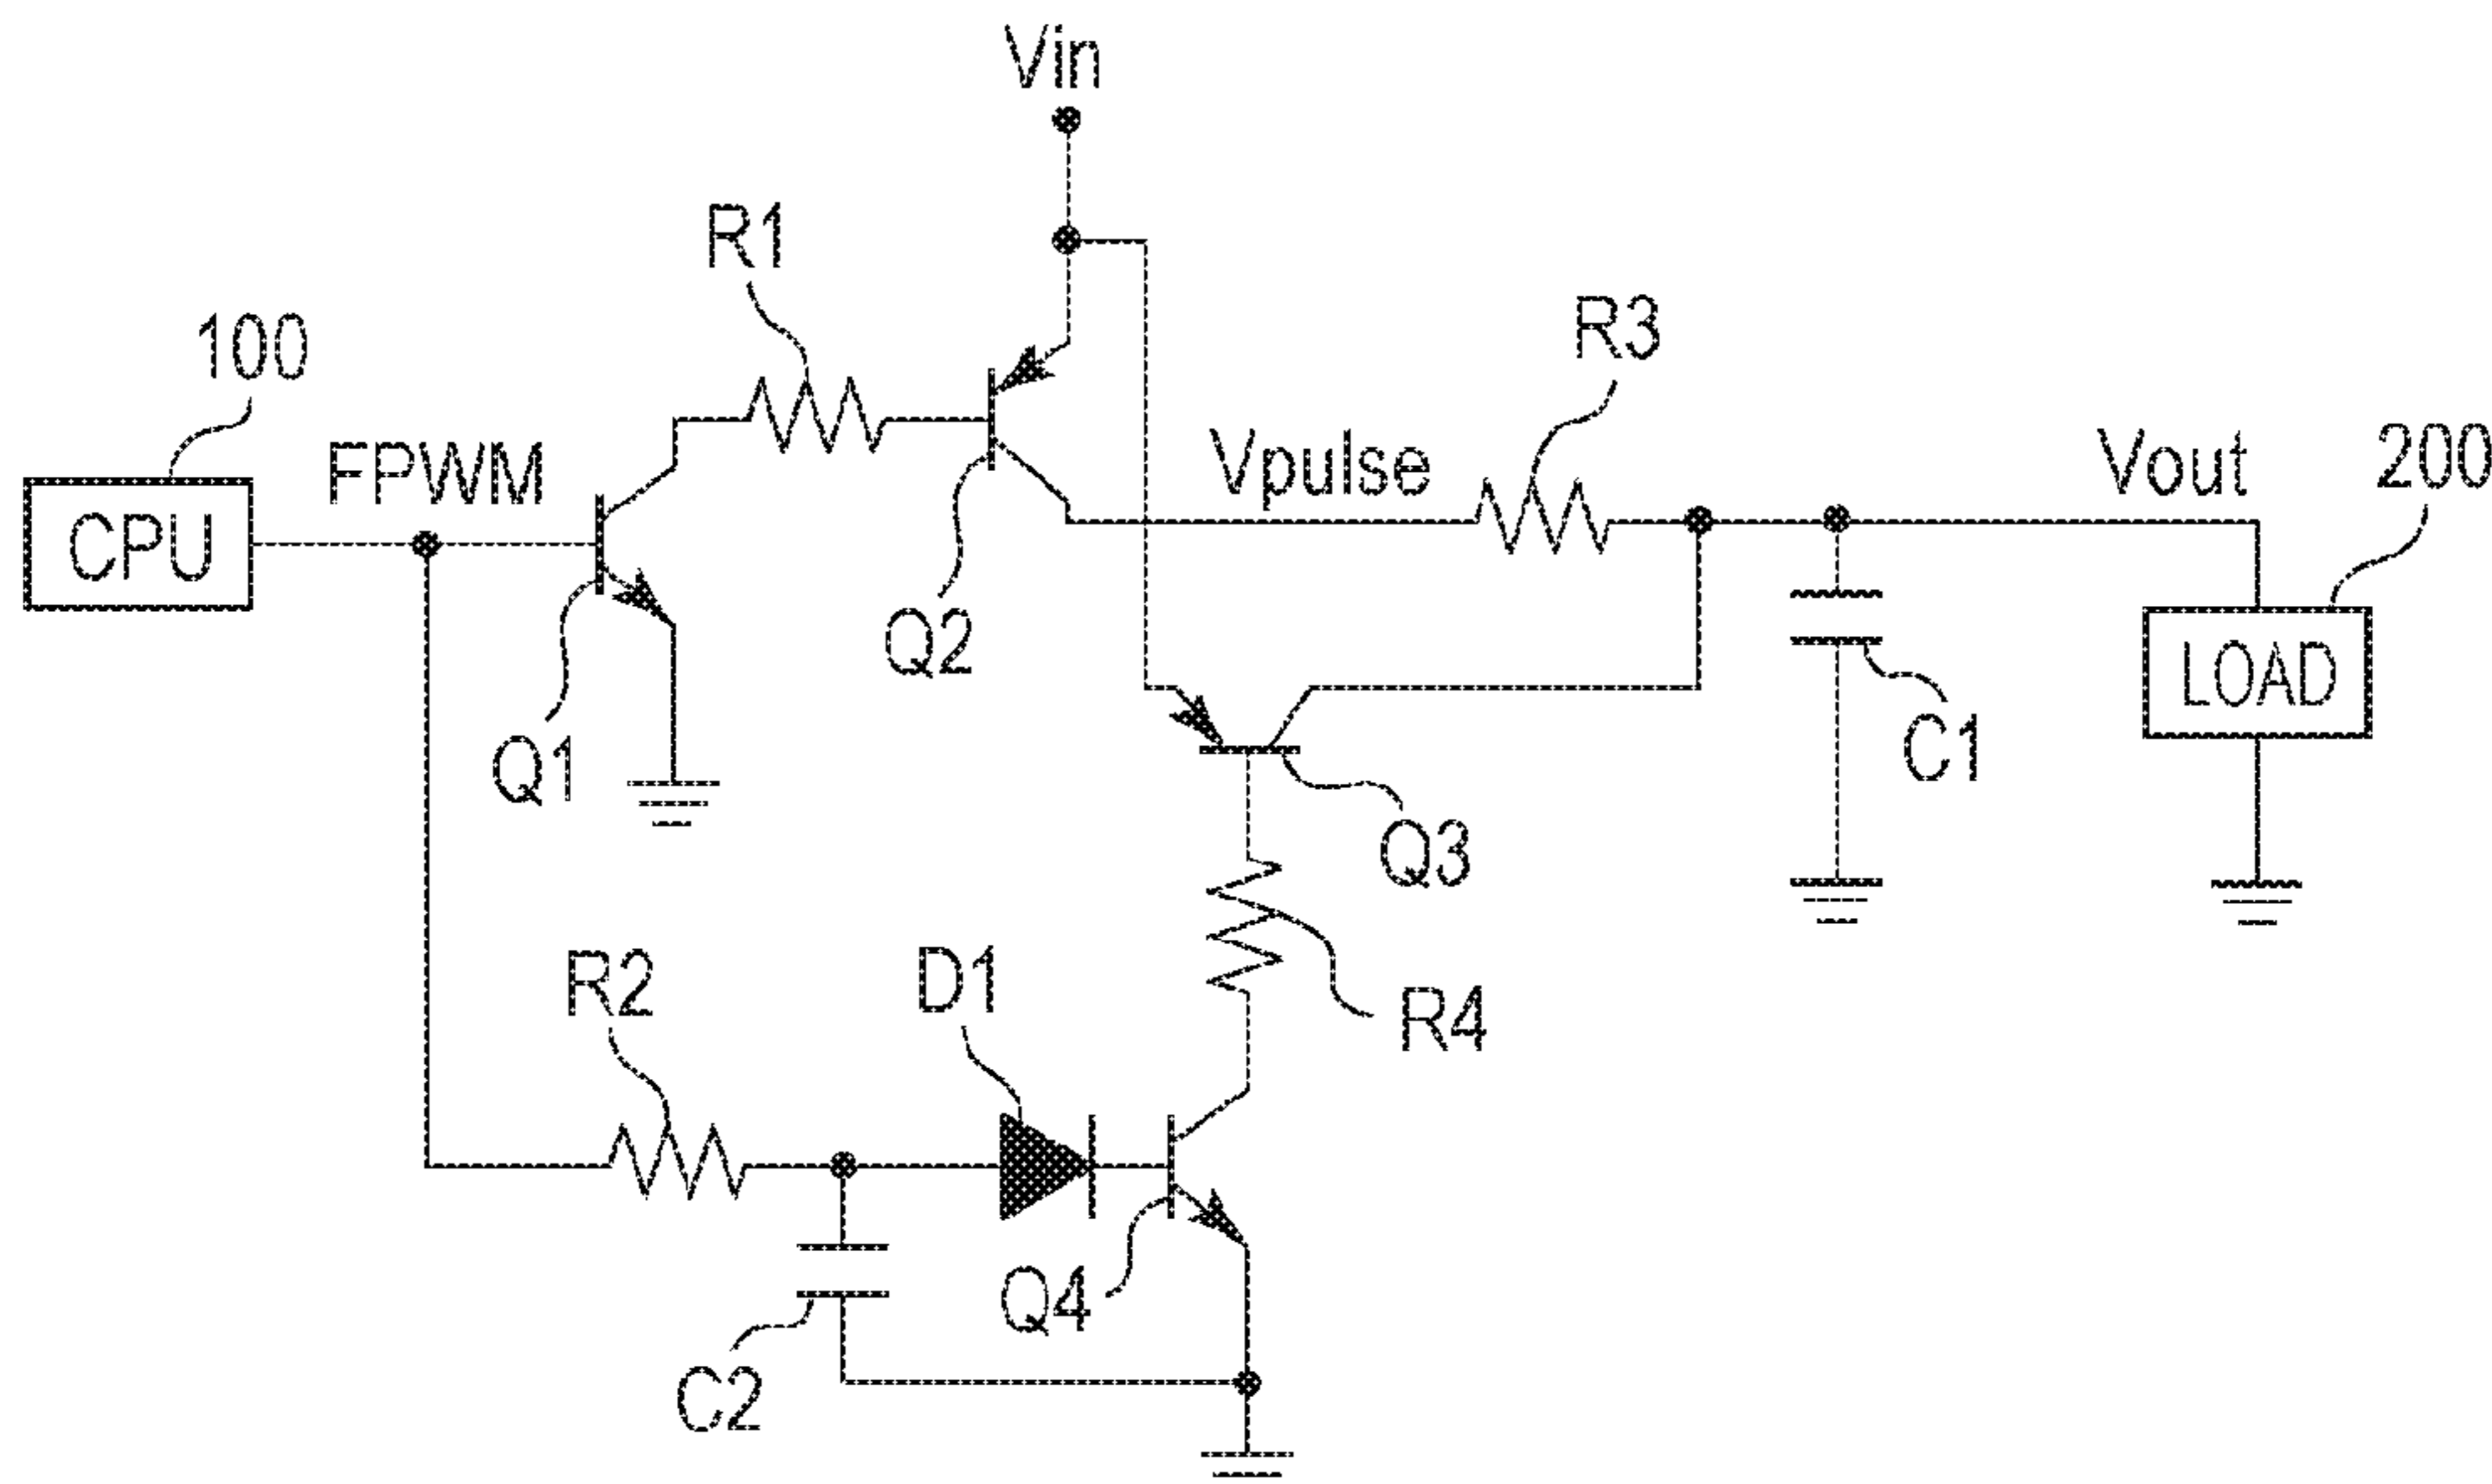 Vin
R1
R3
100
FPWM
Vpulse
Vout
200
CPU
Q2
LOAD
Q1
C1
Q3
R2
D1
R4
Q4
C2